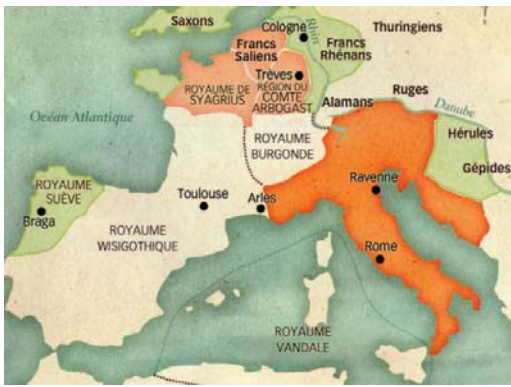 Saxons
Cologne
Rhin
Thuringiens
Francs
Saliens
Francs
Rhénans
Trèves
ROYAUME DE
SYAGRIUS
RÉGION DU
COMTE
ARBOGAST
Alamans
Ruges
Danube
Océan Atlantique
ROYAUME
BURGONDE
Hérules
Gépides
ROYAUME
SUÈVE
Braga
Toulouse
Arles
Ravenne
ROYAUME
WISIGOTHIQUE
Rome
ROYAUME
VANDALE